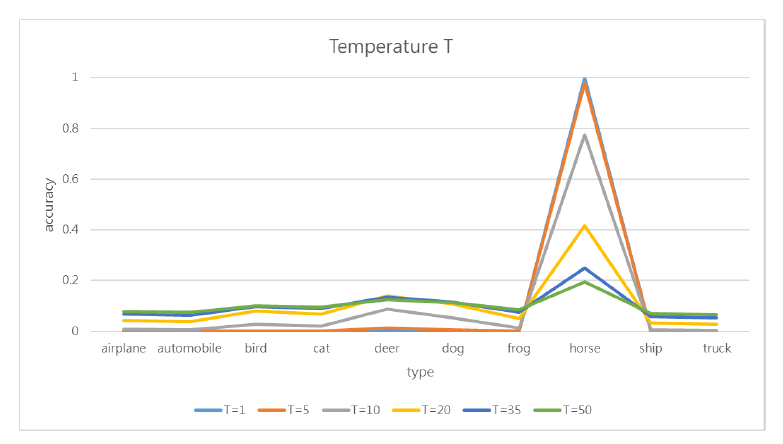 Temperature T
1
0.8
0.6
0.4
0.2
0
accuracy
airplane automobile bird cat deer dog frog horse ship truck
type
T=1 T=5 T=10 T=20 T=35 T=50